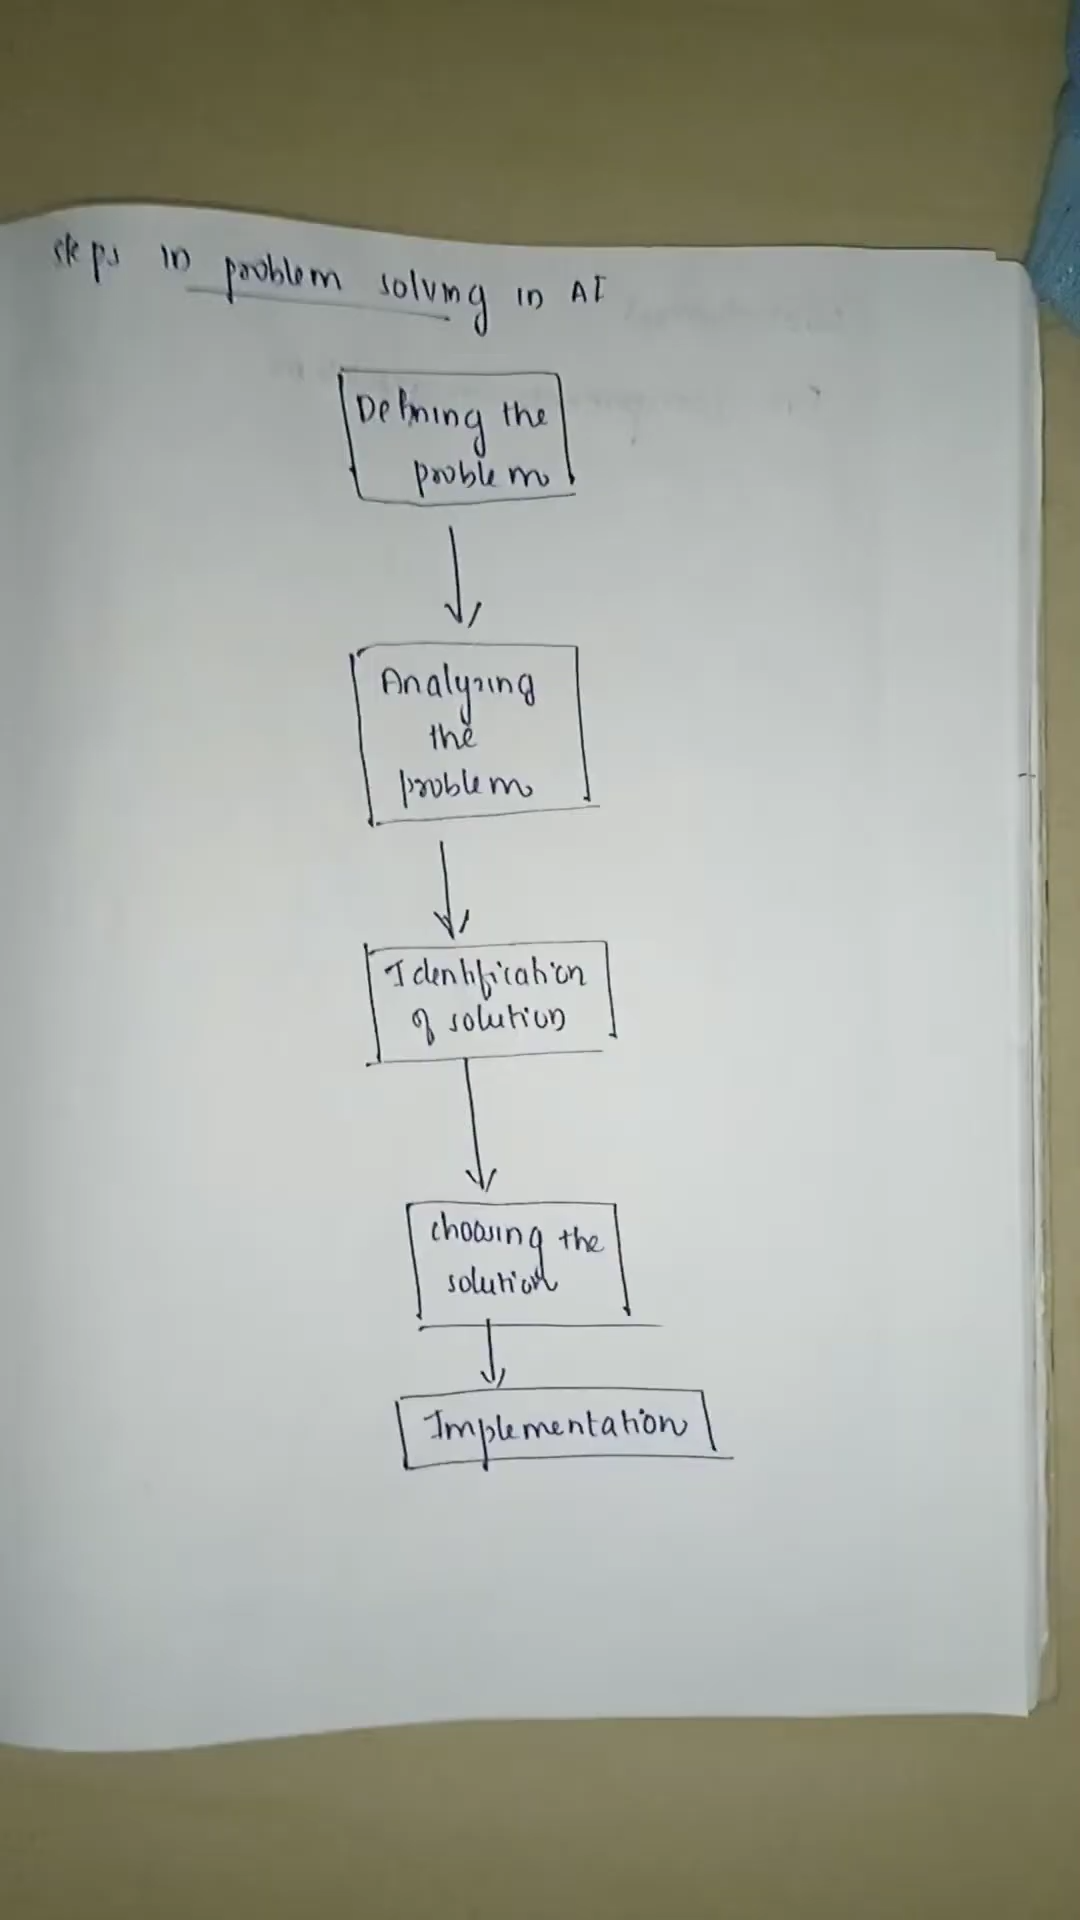 steps in problem solving in AI
Defining the
problem
Analyzing
the
problem
Identification
of solution
choosing the
solution
Implementation